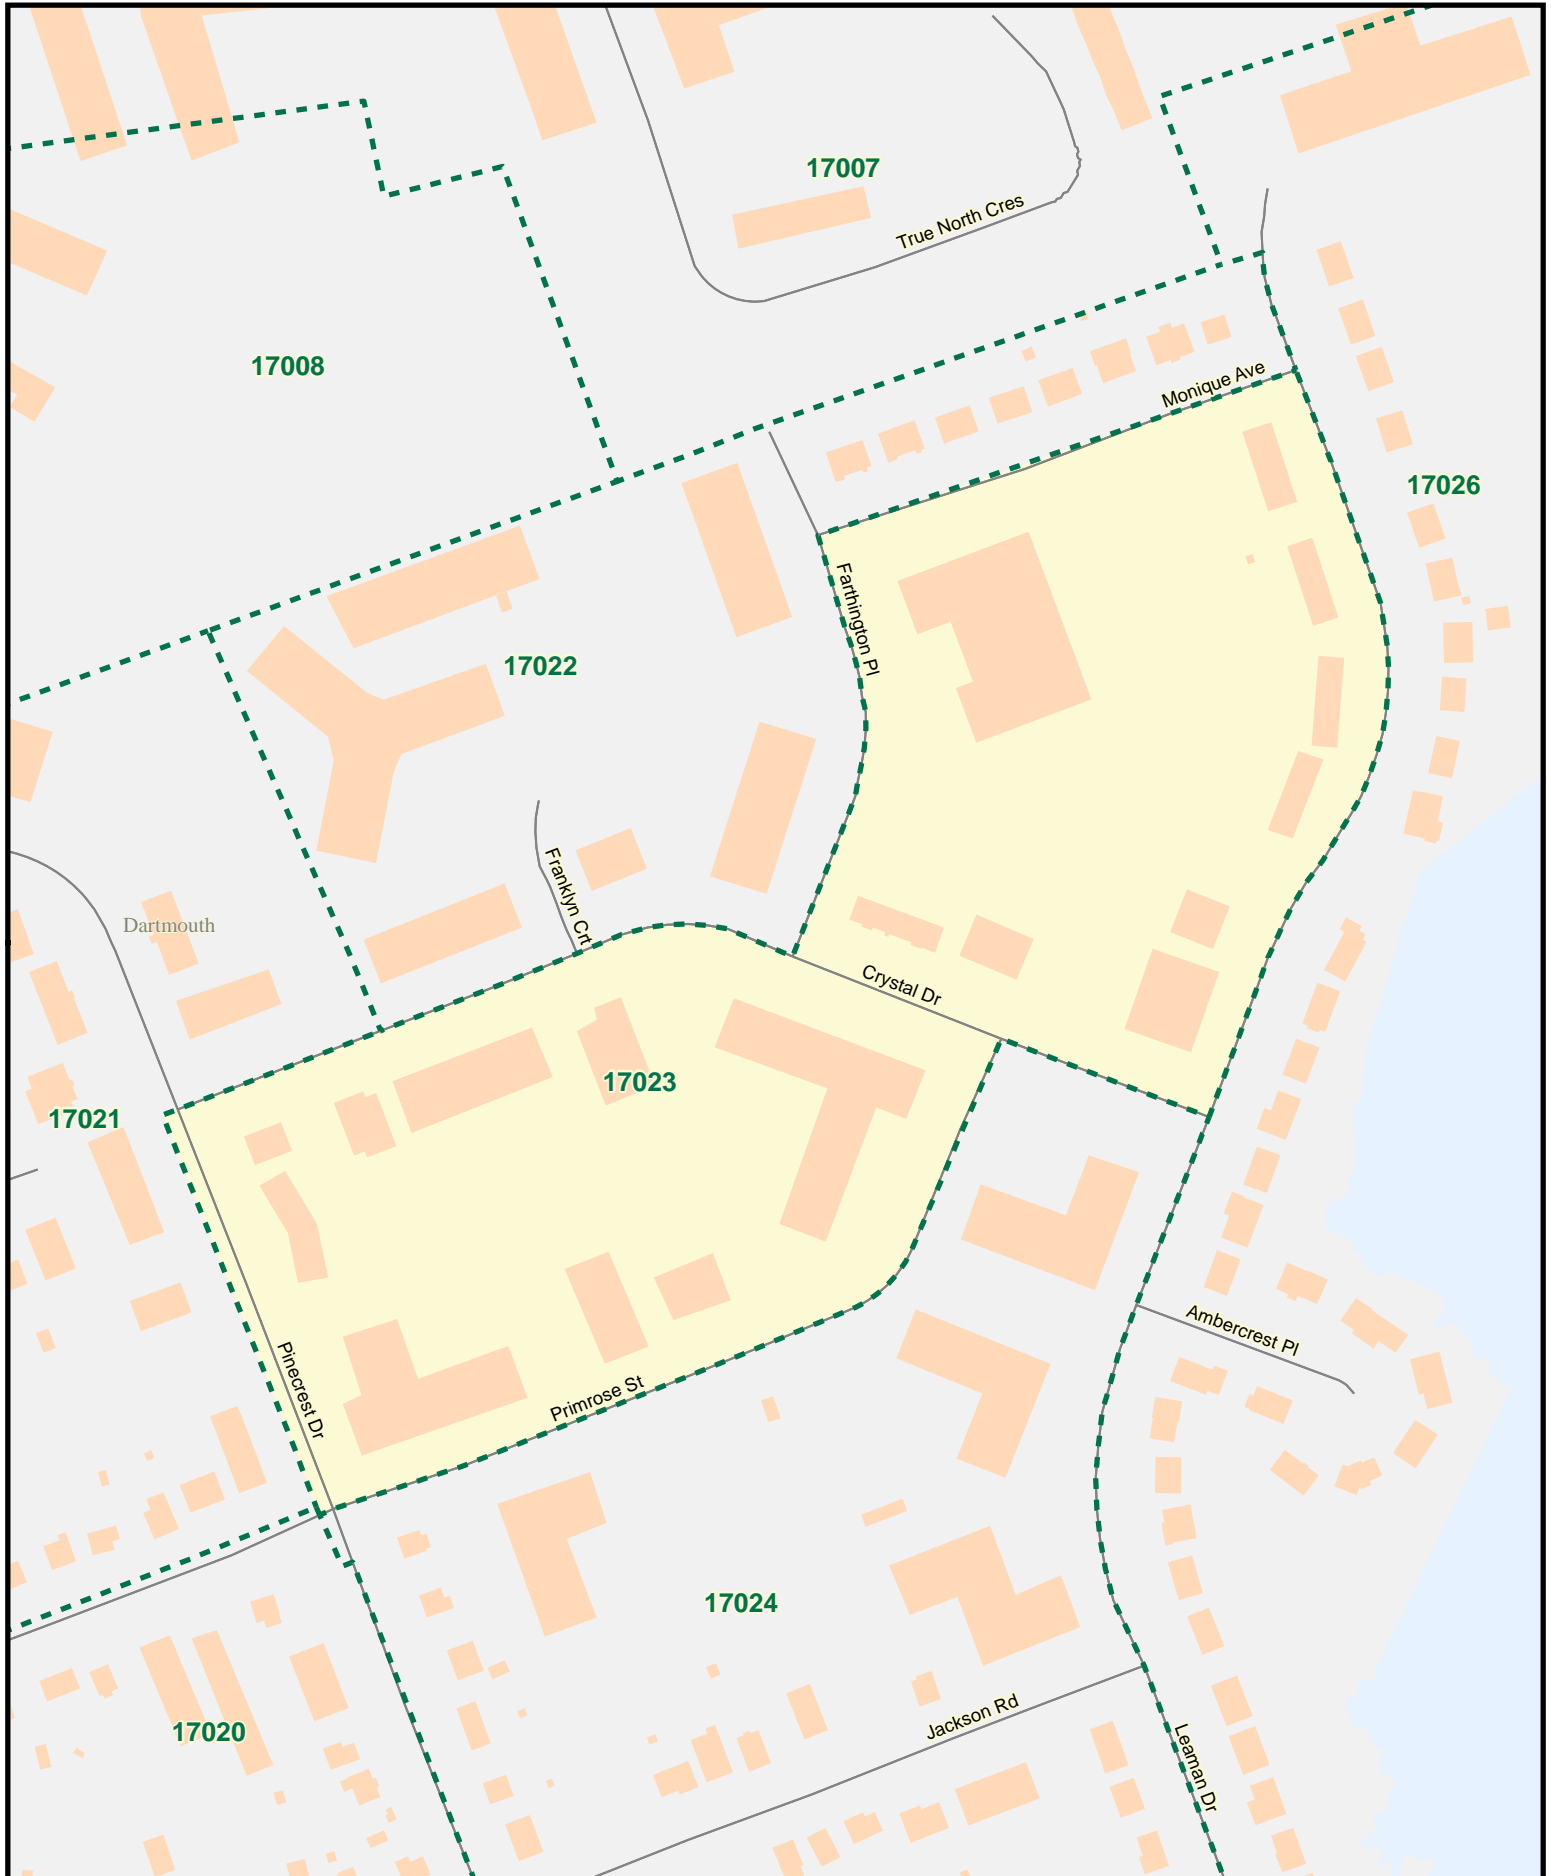 17007
True North Cres
17008
Monique Ave
17026
Farthington Pl
17022
Franklyn Crt
Dartmouth
Crystal Dr
17023
17021
Ambercrest Pl
Pinecrest Dr
Primrose St
17024
Jackson Rd
17020
Leaman Dr